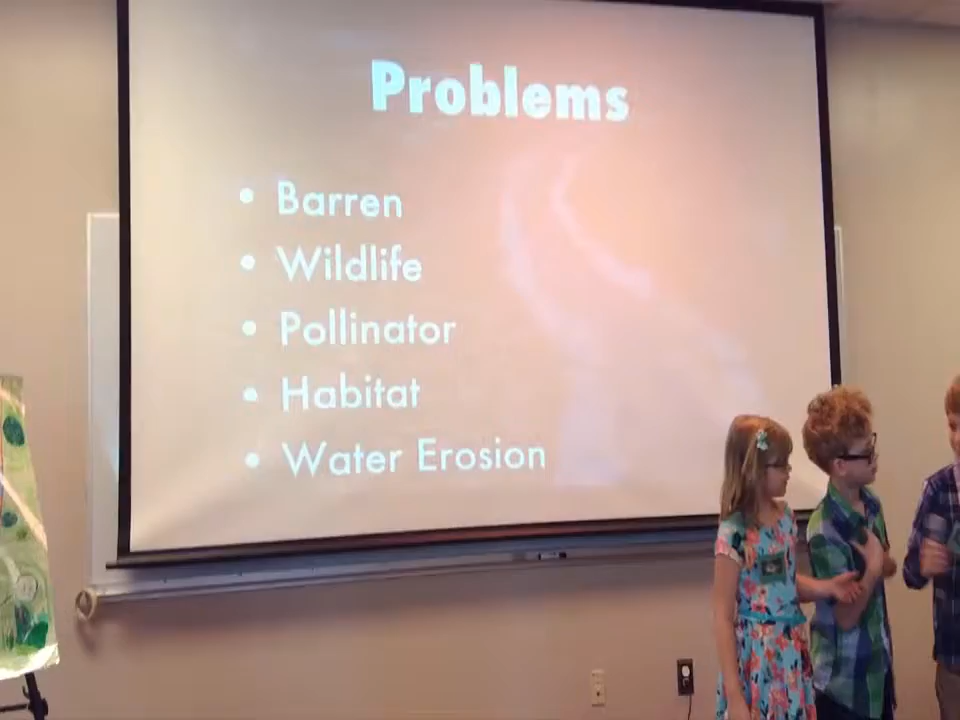 Problems
• Barren
• Wildlife
• Pollinator
• Habitat
• Water Erosion